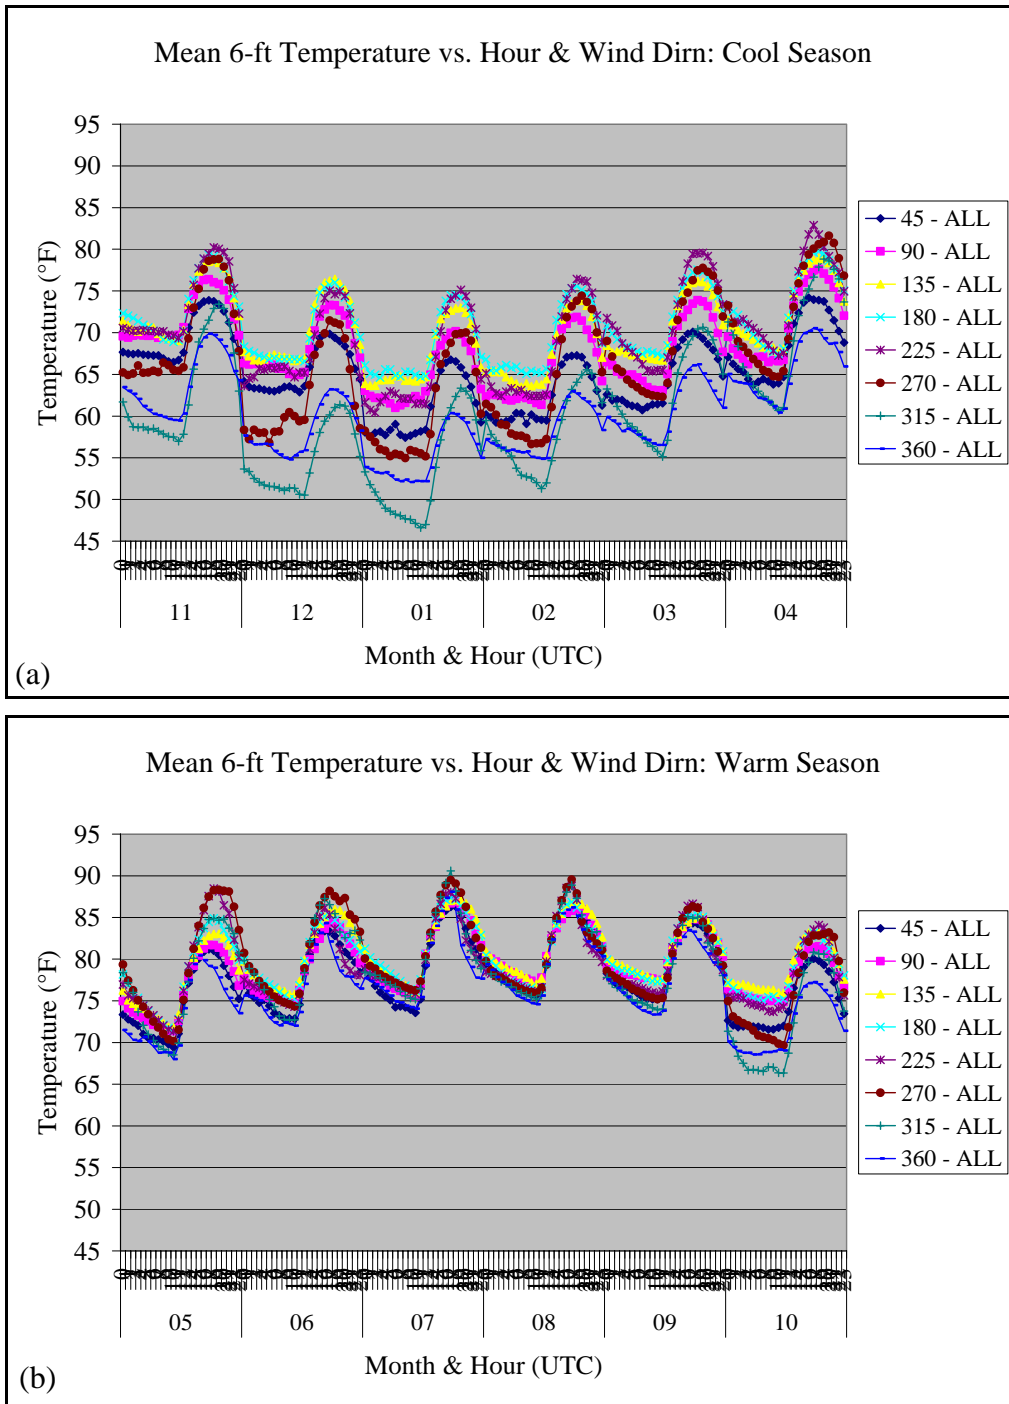 Mean 6-ft Temperature vs. Hour & Wind Dirn: Cool Season
95
90
85
80
75
70
65
60
55
50
45
Temperature (°F)
11 12 01 02 03 04
Month & Hour (UTC)
45 - ALL
90 - ALL
135 - ALL
180 - ALL
225 - ALL
270 - ALL
315 - ALL
360 - ALL
(a)
Mean 6-ft Temperature vs. Hour & Wind Dirn: Warm Season
95
90
85
80
75
70
65
60
55
50
45
Temperature (°F)
05 06 07 08 09 10
Month & Hour (UTC)
45 - ALL
90 - ALL
135 - ALL
180 - ALL
225 - ALL
270 - ALL
315 - ALL
360 - ALL
(b)